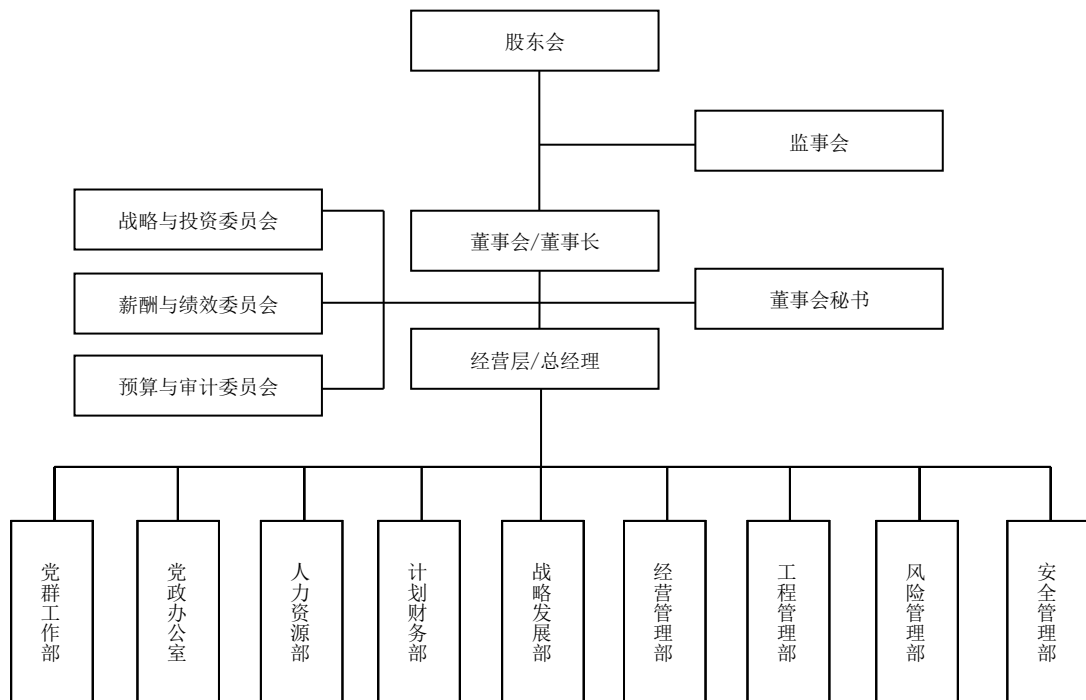 股东会
监事会
战略与投资委员会
董事会/董事长
薪酬与绩效委员会
董事会秘书
经营层/总经理
预算与审计委员会
党群工作部
党政办公室
人力资源部
计划财务部
战略发展部
经营管理部
工程管理部
风险管理部
安全管理部